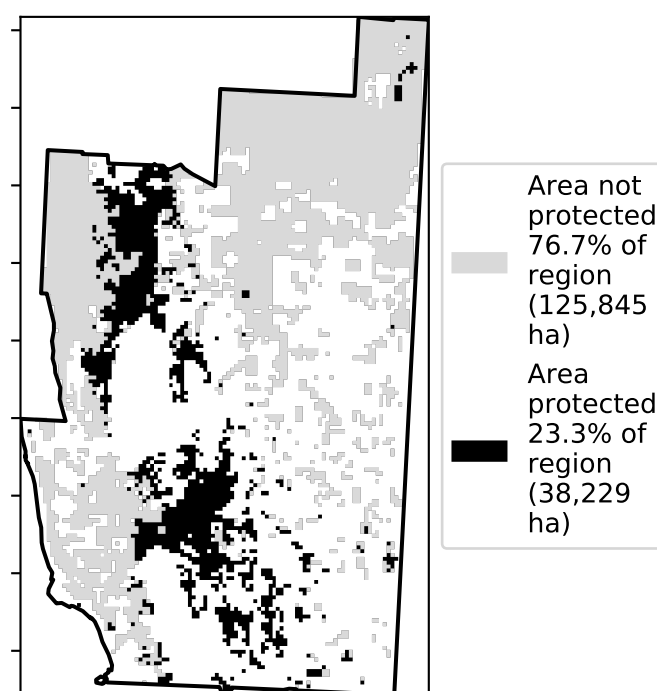 Area not
protected
76.7% of
region
(125,845
ha)
Area
protected
23.3% of
region
(38,229
ha)